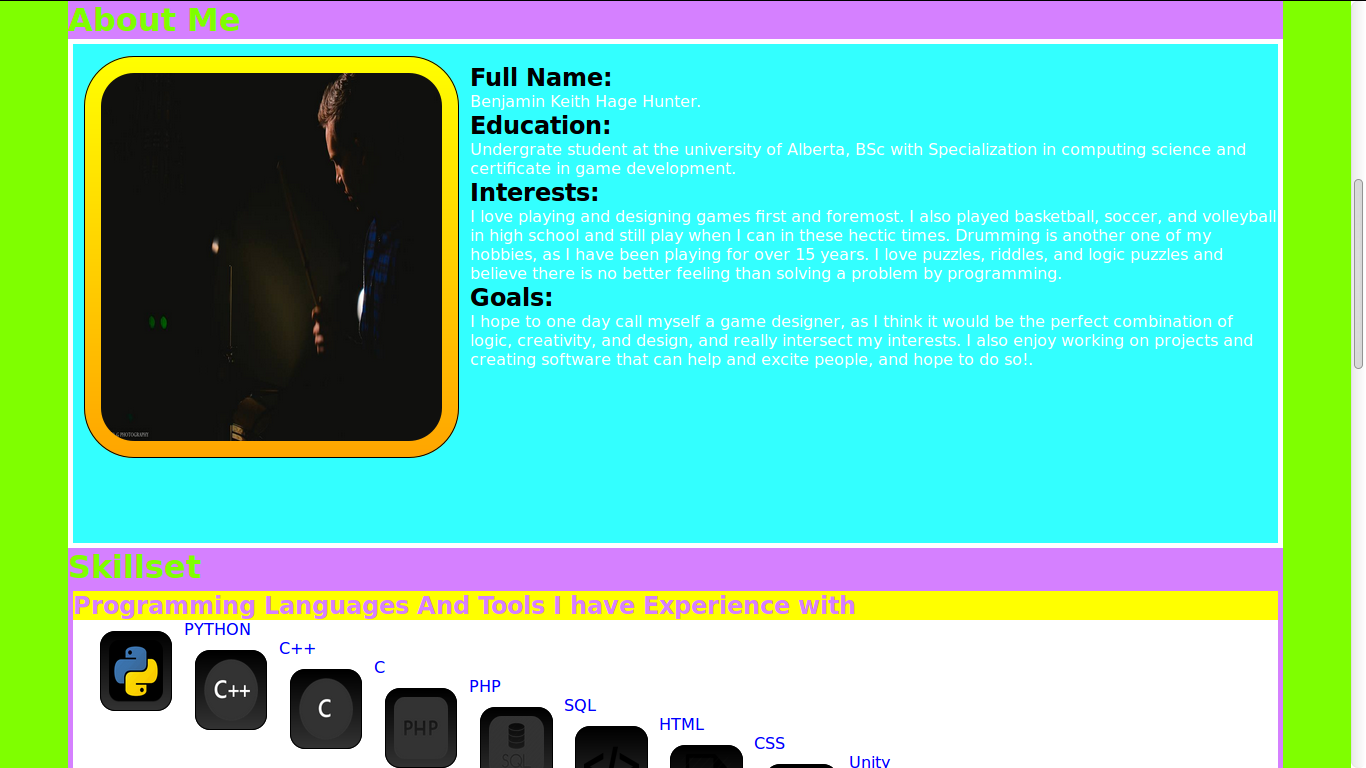 About Me
Full Name:
Benjamin Keith Hage Hunter.
Education:
Undergrate student at the university of Alberta, BSc with Specialization in computing science and
certificate in game development.
Interests:
I love playing and designing games first and foremost. I also played basketball, soccer, and volleyball
in high school and still play when I can in these hectic times. Drumming is another one of my
hobbies, as I have been playing for over 15 years. I love puzzles, riddles, and logic puzzles and
believe there is no better feeling than solving a problem by programming.
Goals:
I hope to one day call myself a game designer, as I think it would be the perfect combination of
logic, creativity, and design, and really intersect my interests. I also enjoy working on projects and
creating software that can help and excite people, and hope to do so!.
PHOTOGRAPHY
Skillset
Programming Languages And Tools I have Experience with
PYTHON
C++
C++
C
C
PHP
PHP
SQL
SQL
HTML
</>
CSS
Unity